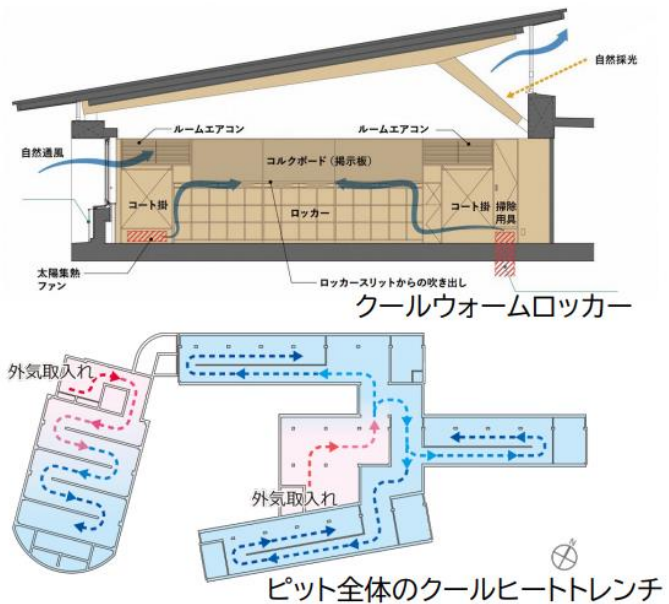 自然採光
ルームエアコン
ルームエアコン
自然通風
コルクボード（掲示板）
コート掛
ロッカー
コート掛
掃除
用具
太陽集熱
ファン
ロッカースリットからの吹き出し
クールウォームロッカー
外気取入れ
外気取入れ
N
ピット全体のクールヒートトレンチ